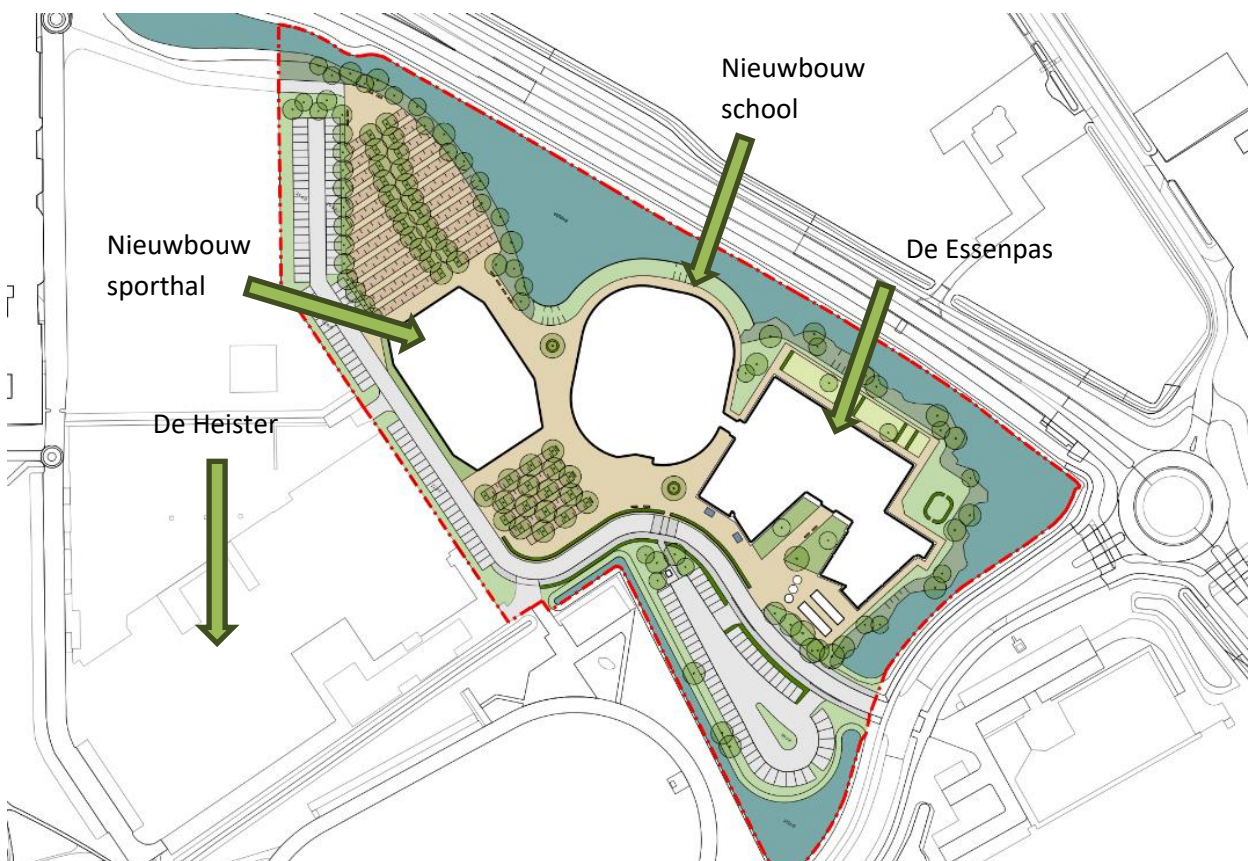 Nieuwbouw
school
De Essenpas
Nieuwbouw
sporthal
De Heister